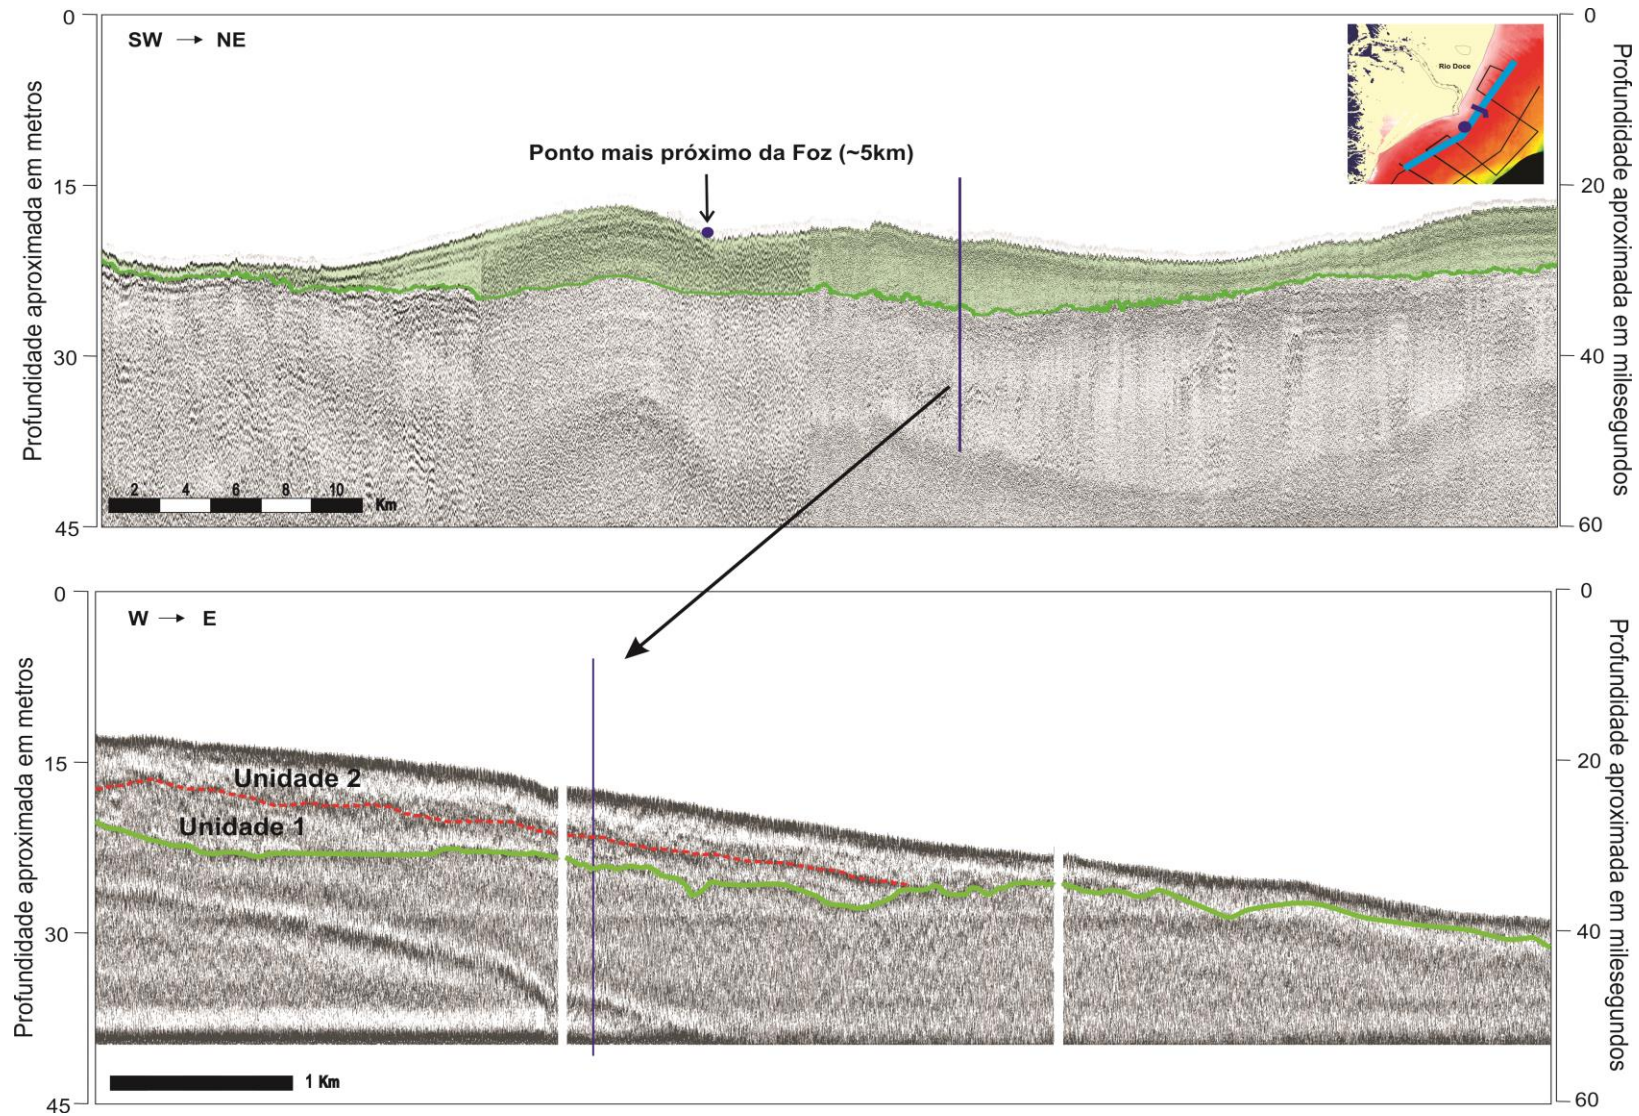 0
SW → NE
0
Rio Doce
Ponto mais próximo da Foz (~5km)
15
20
30
40
2 4 6 8 10 Km
45
60
Profundidade aproximada em metros
Profundidade aproximada em milesegundos
0
W → E
0
15
20
Unidade 2
Unidade 1
30
40
1 Km
45
60
Profundidade aproximada em metros
Profundidade aproximada em milesegundos